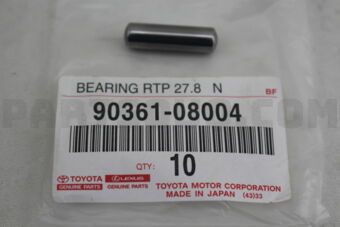 BEARING RTP 27.8 N BF
90361-08004
QTY: 10
TOYOTA LEXUS
GENUINE PARTS GENUINE PARTS
TOYOTA MOTOR CORPORATION
MADE IN JAPAN (43)33